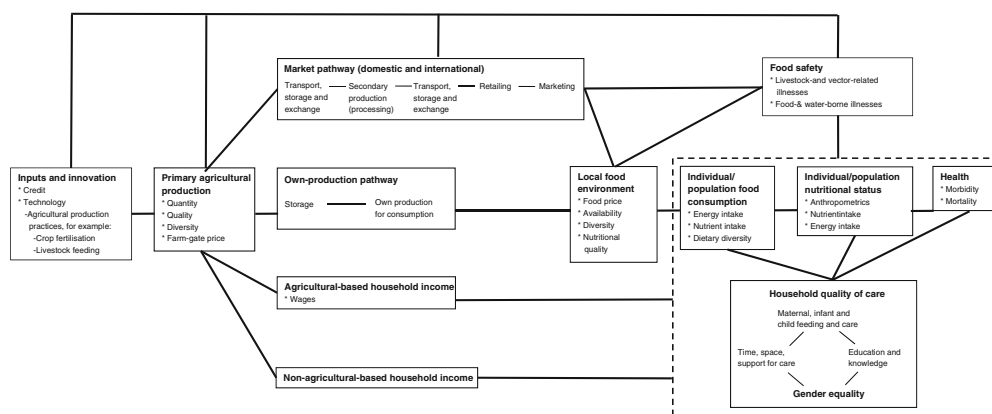 Market pathway (domestic and international)
Transport,
storage and
exchange
Secondary
production
(processing)
Transport,
storage and
exchange
Retailing
Marketing
Food safety
* Livestock-and vector-related
illnesses
* Food-& water-borne illnesses
Inputs and innovation
* Credit
* Technology
-Agricultural production
practices, for example:
-Crop fertilisation
-Livestock feeding
Primary agricultural
production
* Quantity
* Quality
* Diversity
* Farm-gate price
Own-production pathway
Storage
Own production
for consumption
Local food
environment
* Food price
* Availability
* Diversity
* Nutritional
quality
Individual/
population food
consumption
* Energy intake
* Nutrient intake
* Dietary diversity
Individual/population
nutritional status
* Anthropometrics
* Nutrientintake
* Energy intake
Health
* Morbidity
* Mortality
Agricultural-based household income
* Wages
Non-agricultural-based household income
Household quality of care
Maternal, infant and
child feeding and care
Time, space,
support for care
Education and
knowledge
Gender equality